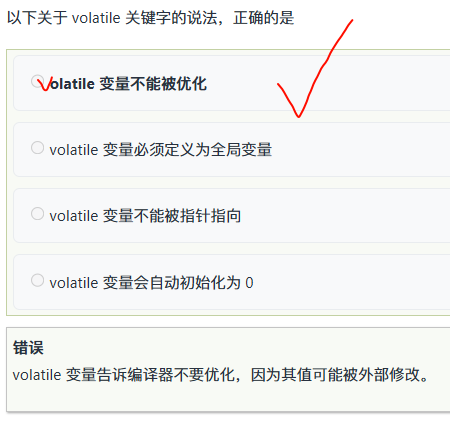 以下关于 volatile 关键字的说法，正确的是
volatile 变量不能被优化
volatile 变量必须定义为全局变量
volatile 变量不能被指针指向
volatile 变量会自动初始化为 0
错误
volatile 变量告诉编译器不要优化，因为其值可能被外部修改。